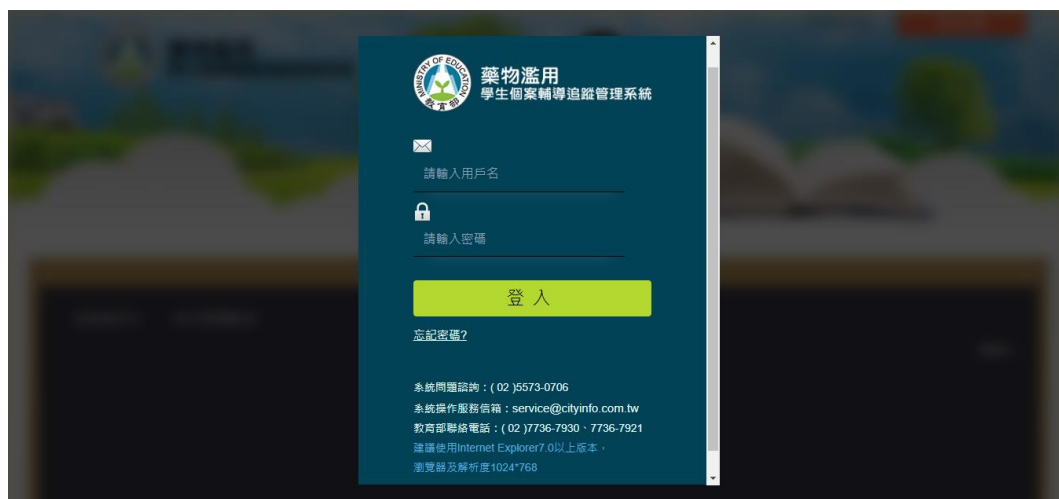 MINISTRY OF EDUCATION
教育部
藥物濫用
學生個案輔導追蹤管理系統
請輸入用戶名
請輸入密碼
登入
忘記密碼?
系統問題諮詢：( 02 )5573-0706
系統操作服務信箱：service@cityinfo.com.tw
教育部聯絡電話：( 02 )7736-7930、7736-7921
建議使用Internet Explorer7.0以上版本，
瀏覽器及解析度1024*768